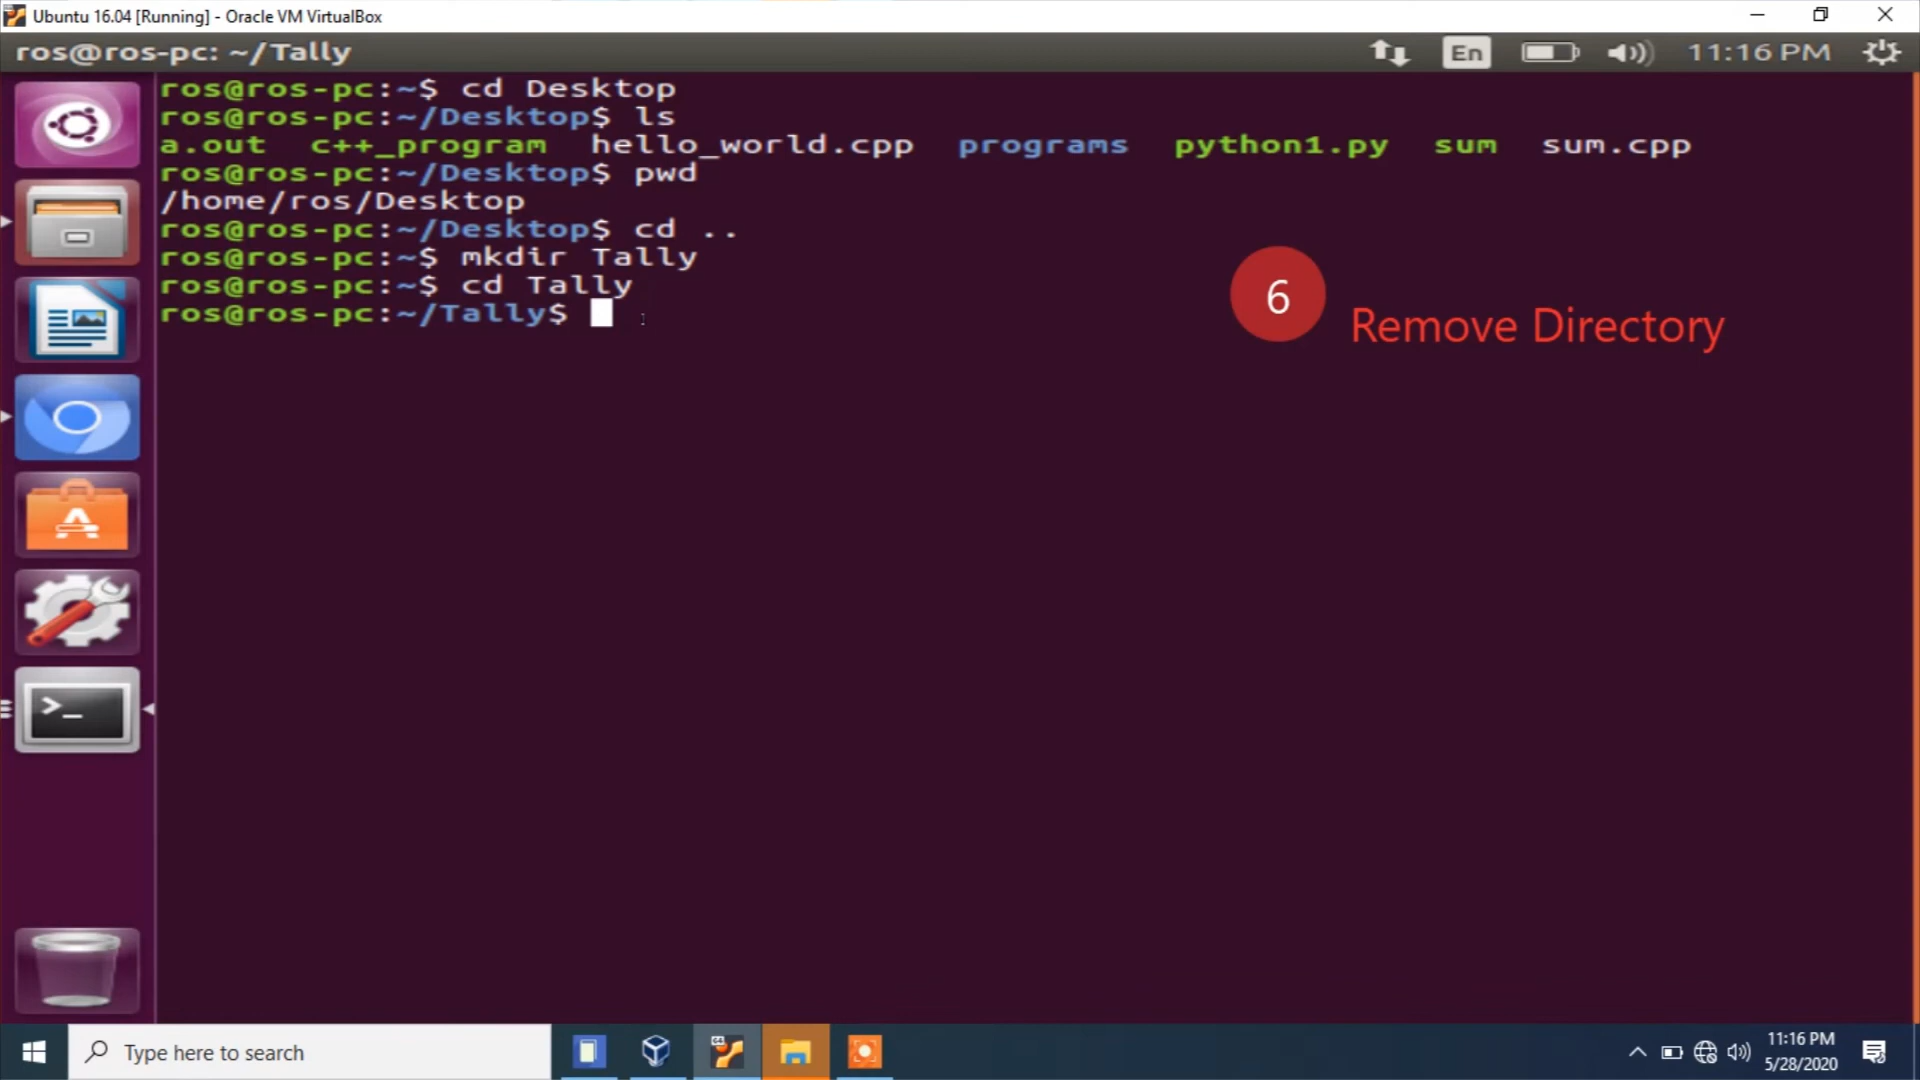 Ubuntu 16.04 [Running] - Oracle VM VirtualBox
ros@ros-pc: ~/Tally
En
11:16 PM
ros@ros-pc:~$ cd Desktop
ros@ros-pc:~/Desktop$ ls
a.out c++_program hello_world.cpp programs python1.py sum sum.cpp
ros@ros-pc:~/Desktop$ pwd
/home/ros/Desktop
ros@ros-pc:~/Desktop$ cd ..
ros@ros-pc:~$ mkdir Tally
ros@ros-pc:~$ cd Tally
ros@ros-pc:~/Tally$
6
Remove Directory
>_
Type here to search
64
11:16 PM
5/28/2020